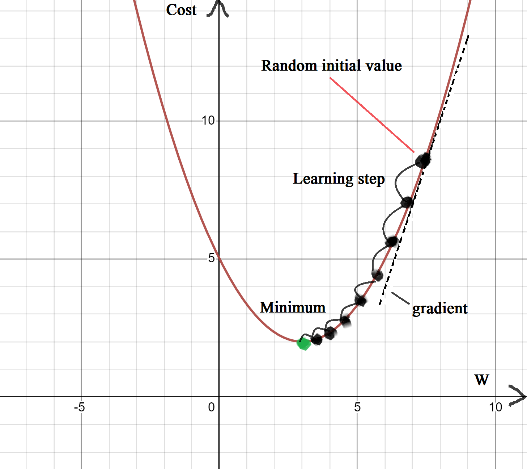 Cost
Random initial value
10
Learning step
5
Minimum
gradient
W
-5
0
5
10